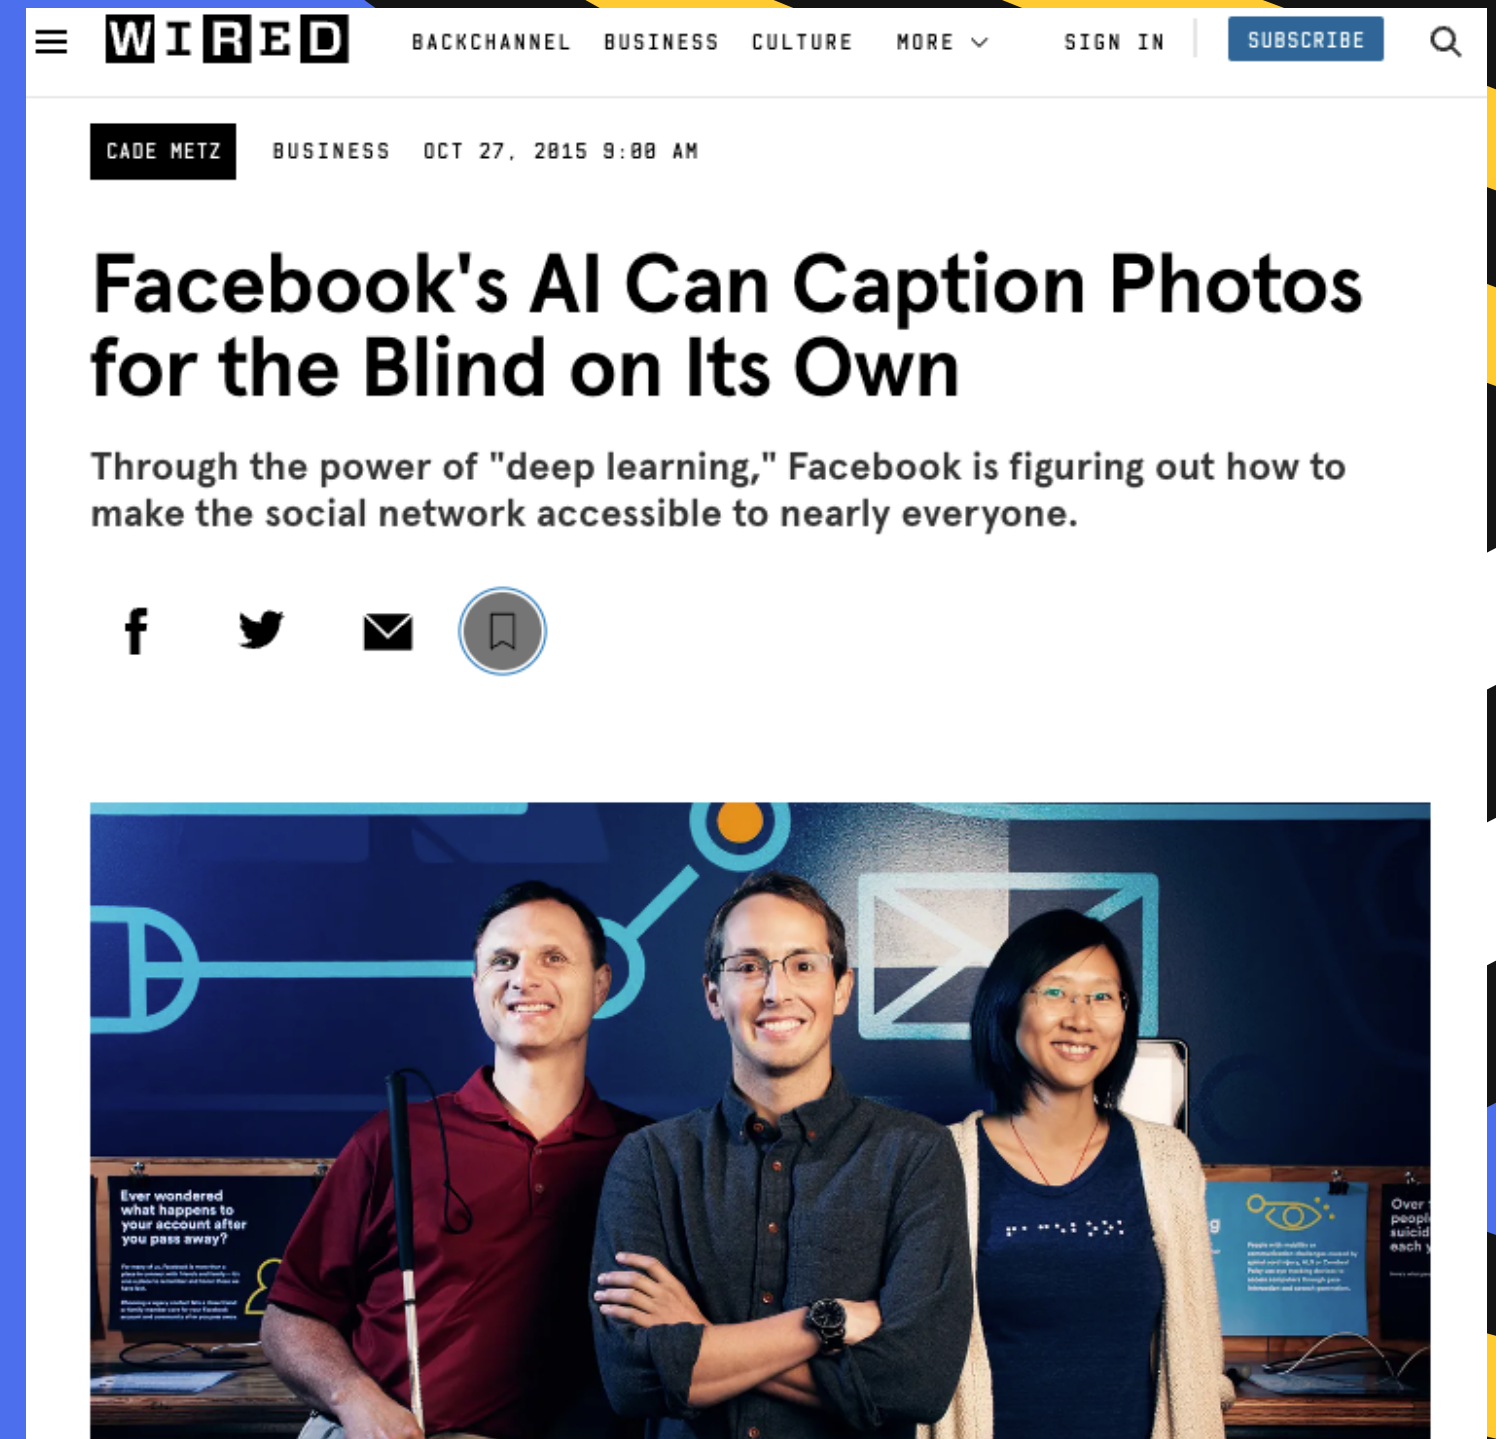 WIRED
BACKCHANNEL BUSINESS CULTURE MORE SIGN IN SUBSCRIBE
CADE METZ BUSINESS OCT 27, 2015 9:00 AM
Facebook's AI Can Caption Photos
for the Blind on Its Own
Through the power of "deep learning," Facebook is figuring out how to
make the social network accessible to nearly everyone.
Ever wondered
what happens to
your account after
you pass away?
Over
suicid
each